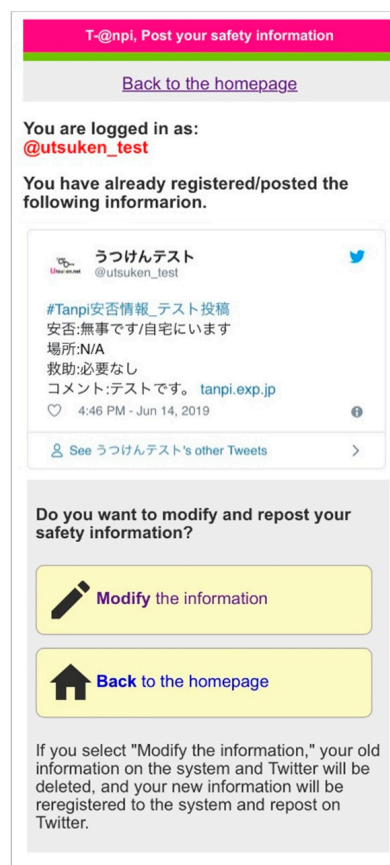 T-@npi, Post your safety information
Back to the homepage
You are logged in as:
@utsuken_test
You have already registered/posted the
following informarion.
うつけんテスト
@utsuken_test
#Tanpi安否情報_テスト投稿
安否:無事です/自宅にいます
場所:N/A
救助:必要なし
コメント:テストです。 tanpi.exp.jp
4:46 PM - Jun 14, 2019
See うつけんテスト's other Tweets
Do you want to modify and repost your
safety information?
Modify the information
Back to the homepage
If you select "Modify the information," your old
information on the system and Twitter will be
deleted, and your new information will be
reregistered to the system and repost on
Twitter.